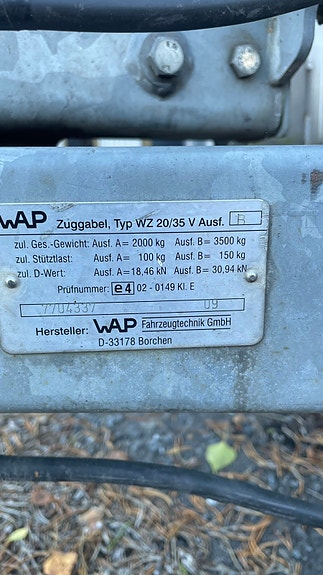 WAP Zuggabel, Typ WZ 20/35 V Ausf. B
zul. Ges.-Gewicht: Ausf. A= 2000 kg Ausf. B= 3500 kg
zul. Stützlast: Ausf. A= 100 kg Ausf. B= 150 kg
zul. D-Wert: Ausf. A= 18,46 kN Ausf. B= 30,94 kN
Prüfnummer: e4 02 - 0149 Kl. E
7704337 09
Hersteller: WAP Fahrzeugtechnik GmbH
D-33178 Borchen